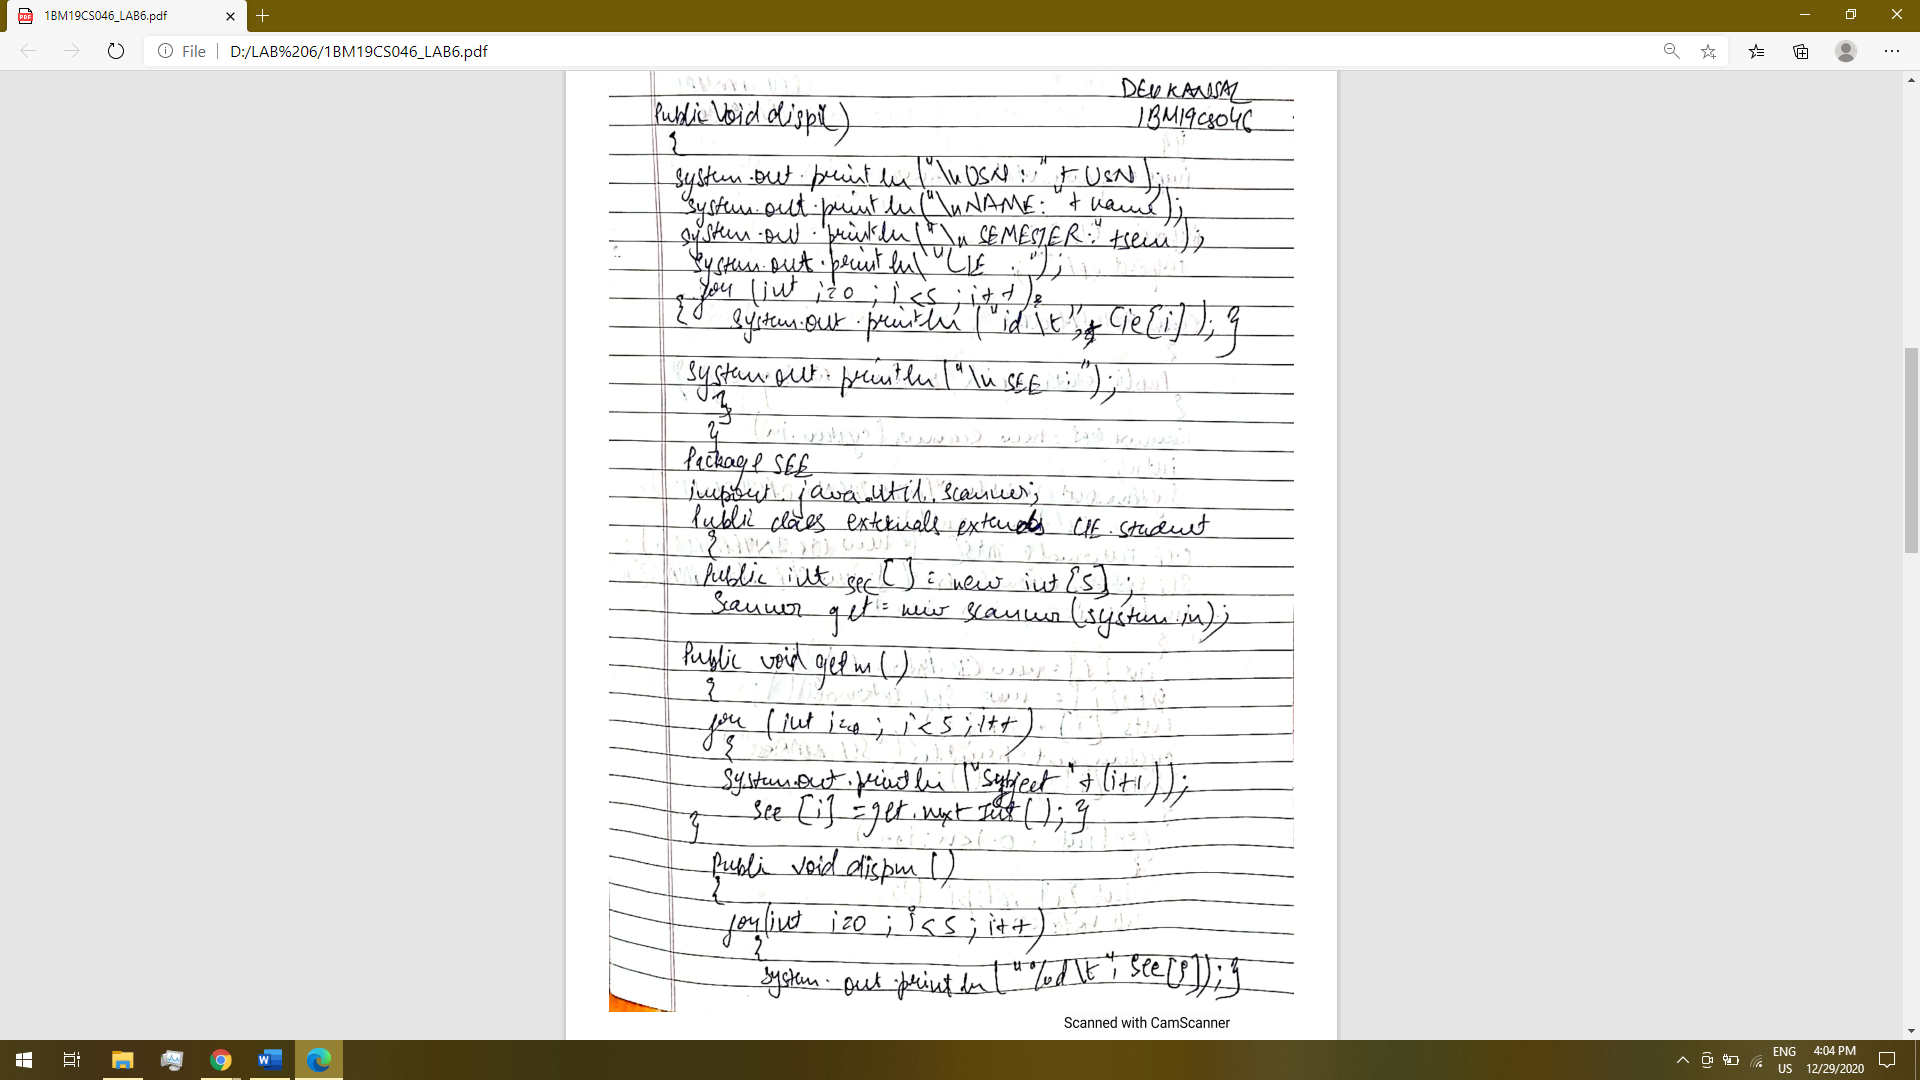 1BM19CS046_LAB6.pdf
File
D:/LAB%206/1BM19CS046_LAB6.pdf
DEV KANSAL
1BM19CS046
Public Void dispi()
{
System.out.println("\nUSN : " + USN);
System.out.println("\nNAME: " + name);
System.out.println("\n SEMESTER:" +sem);
System.out.println("CIE : ");
for (int i=0 ; i<5 ; i++)
{ System.out.println ("id \t", Cie[i]); }
System.out.println("\n SEE : ");
}
}
Package SEE
import java.util.Scanner;
Public class externals extends CIE.student
{
Public int see[] = new int [5] ;
Scanner get = new Scanner(System.in);
Public void getm()
{
for (int i=0 ; i<5 ; i++)
{
System.out.println ("Subject "+(i+1));
See [i] = get.nextInt(); }
}
Publi void dispm ()
{
for(int i=0 ; i<5 ; i++)
{
System.out.println ("%d\t", See[i]); }
Scanned with CamScanner
ENG
US
4:04 PM
12/29/2020